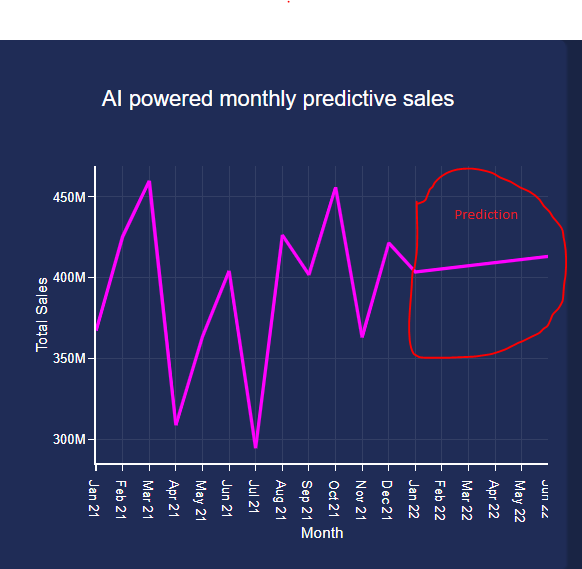 AI powered monthly predictive sales
450M
Prediction
400M
350M
300M
Total Sales
Jan 21
Feb 21
Mar 21
Apr 21
May 21
Jun 21
Jul 21
Aug 21
Sep 21
Oct 21
Nov 21
Dec 21
Jan 22
Feb 22
Mar 22
Apr 22
May 22
Jun 22
Month